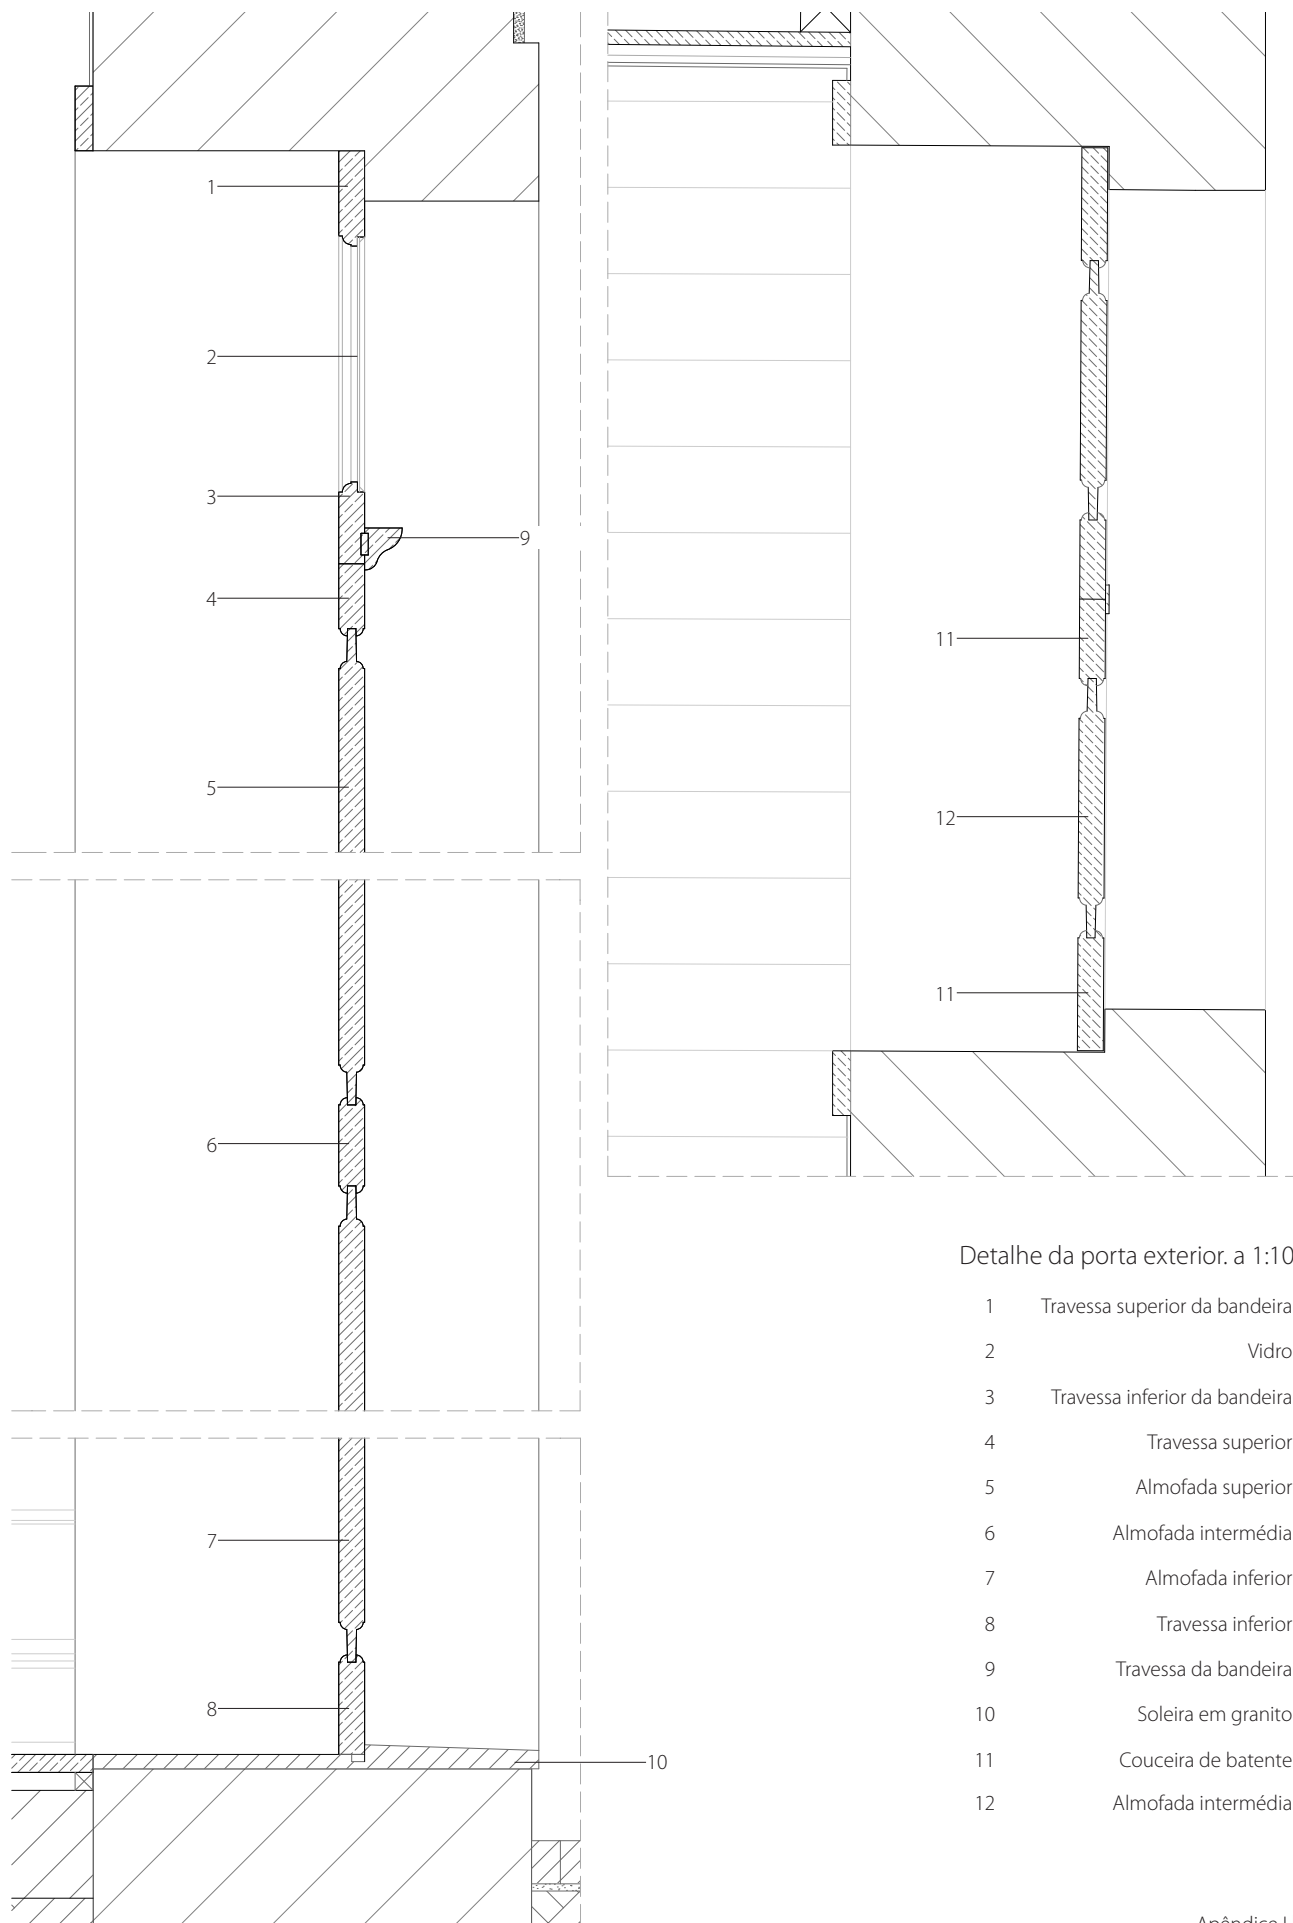 1
2
3
9
4
5
6
7
8
10
11
12
11
Detalhe da porta exterior. a 1:10
1 Travessa superior da bandeira
2 Vidro
3 Travessa inferior da bandeira
4 Travessa superior
5 Almofada superior
6 Almofada intermédia
7 Almofada inferior
8 Travessa inferior
9 Travessa da bandeira
10 Soleira em granito
11 Couceira de batente
12 Almofada intermédia
Apêndice I